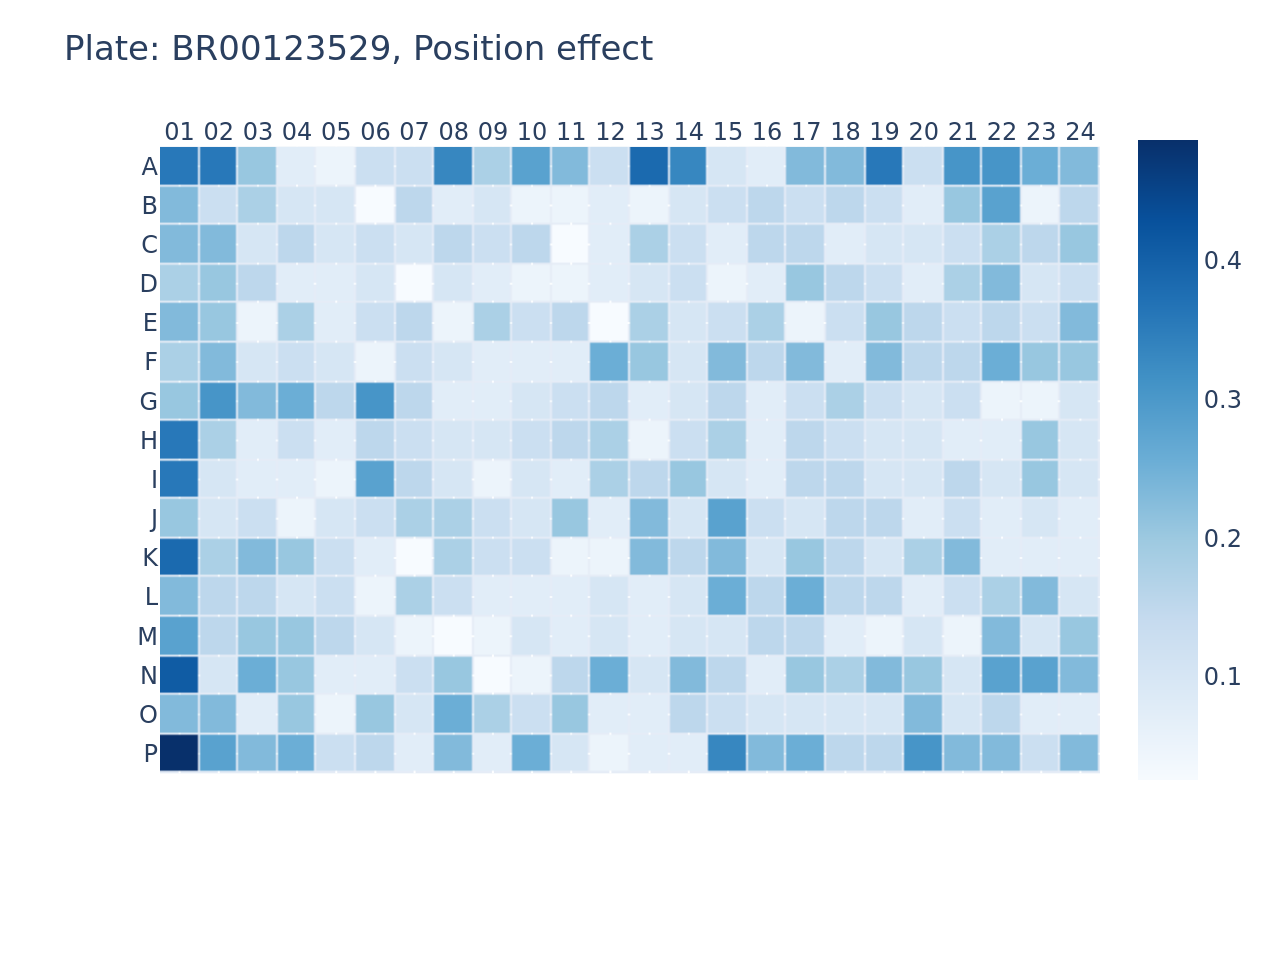 Plate: BR00123529, Position effect
01 02 03 04 05 06 07 08 09 10 11 12 13 14 15 16 17 18 19 20 21 22 23 24
A
B
C
D
E
F
G
H
I
J
K
L
M
N
O
P
0.4
0.3
0.2
0.1